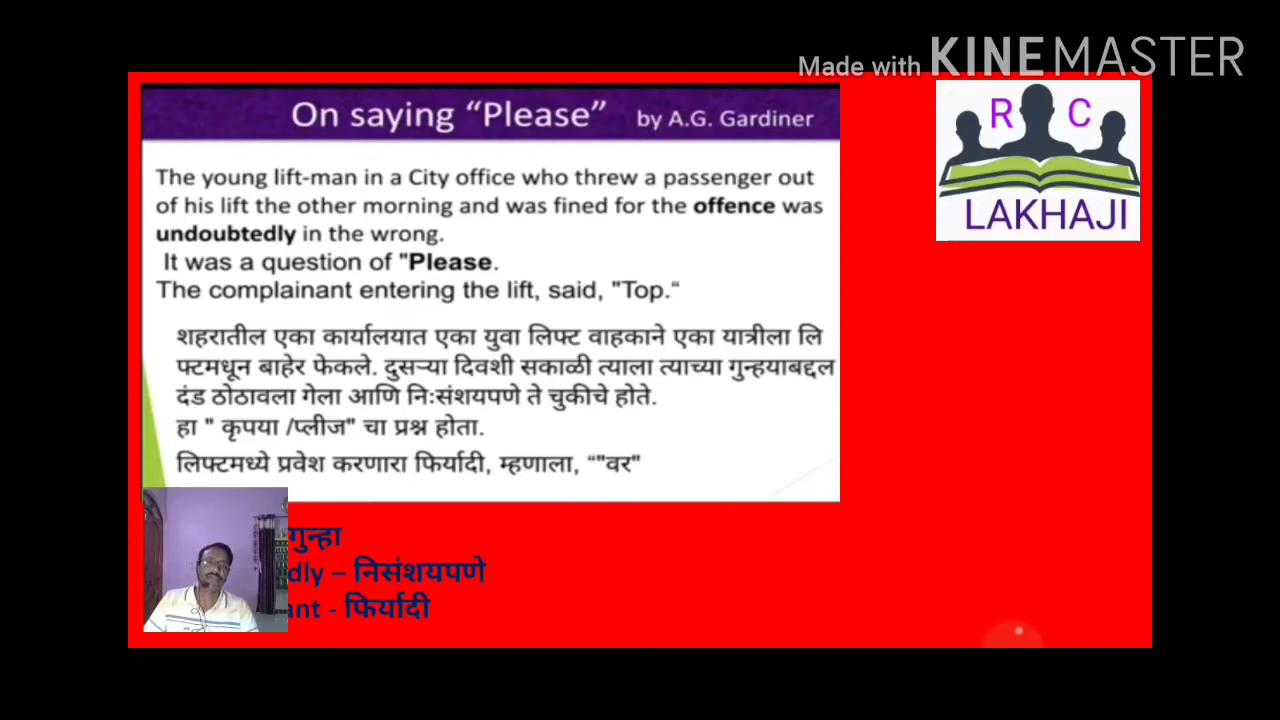 Made with KINEMASTER
On saying “Please” by A.G. Gardiner
R C
LAKHAJI
The young lift-man in a City office who threw a passenger out
of his lift the other morning and was fined for the offence was
undoubtedly in the wrong.
It was a question of "Please.
The complainant entering the lift, said, "Top.“
शहरातील एका कार्यालयात एका युवा लिफ्ट वाहकाने एका यात्रीला लि
फ्टमधून बाहेर फेकले. दुसऱ्या दिवशी सकाळी त्याला त्याच्या गुन्हयाबद्दल
दंड ठोठावला गेला आणि निःसंशयपणे ते चुकीचे होते.
हा " कृपया /प्लीज" चा प्रश्न होता.
लिफ्टमध्ये प्रवेश करणारा फिर्यादी, म्हणाला, “"वर"
गुन्हा
dly – निसंशयपणे
ant - फिर्यादी